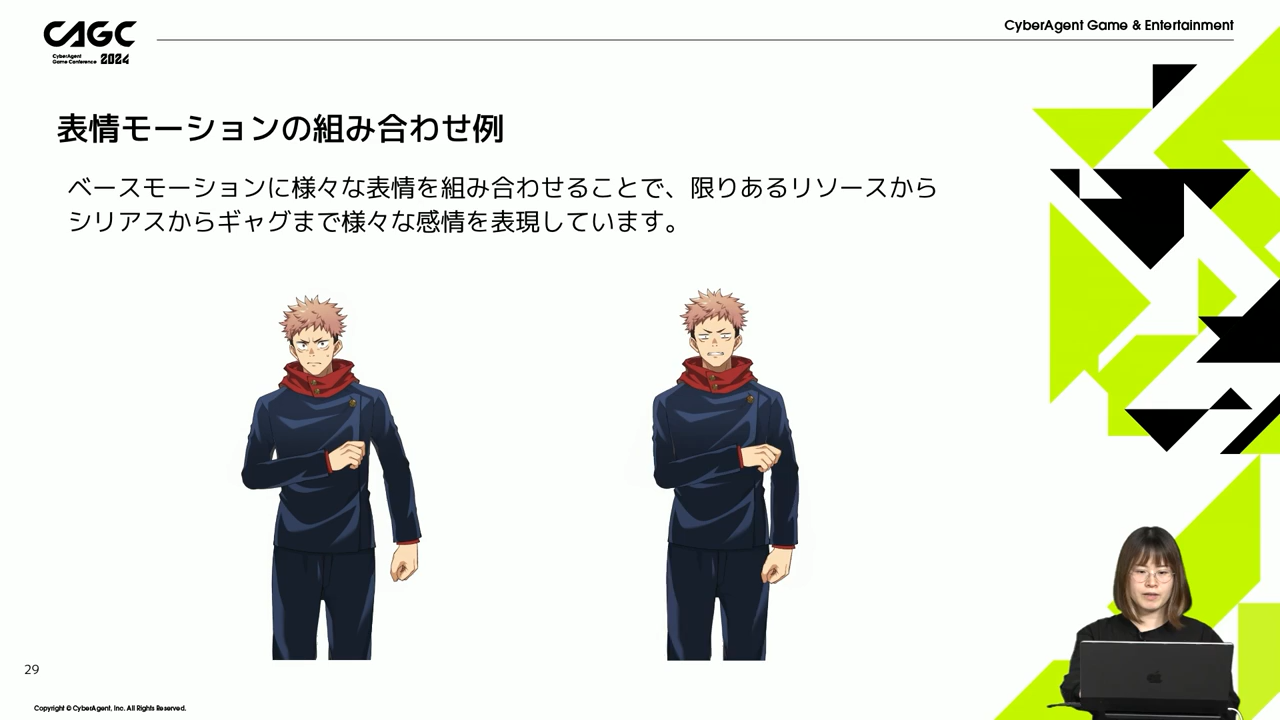 CAGC
CyberAgent
Game Conference 2024
CyberAgent Game & Entertainment
表情モーションの組み合わせ例
ベースモーションに様々な表情を組み合わせることで、限りあるリソースから
シリアスからギャグまで様々な感情を表現しています。
29
Copyright © CyberAgent, Inc. All Rights Reserved.